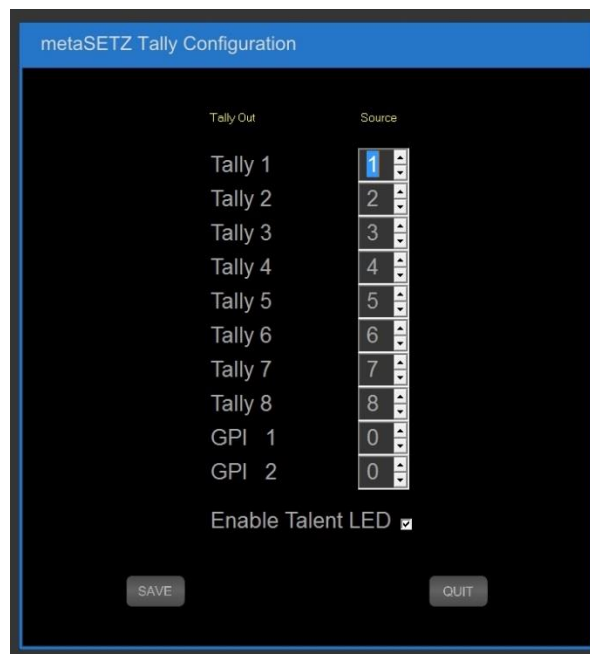 metaSETZ Tally Configuration
Tally Out Source
Tally 1 1
Tally 2 2
Tally 3 3
Tally 4 4
Tally 5 5
Tally 6 6
Tally 7 7
Tally 8 8
GPI 1 0
GPI 2 0
Enable Talent LED
SAVE QUIT